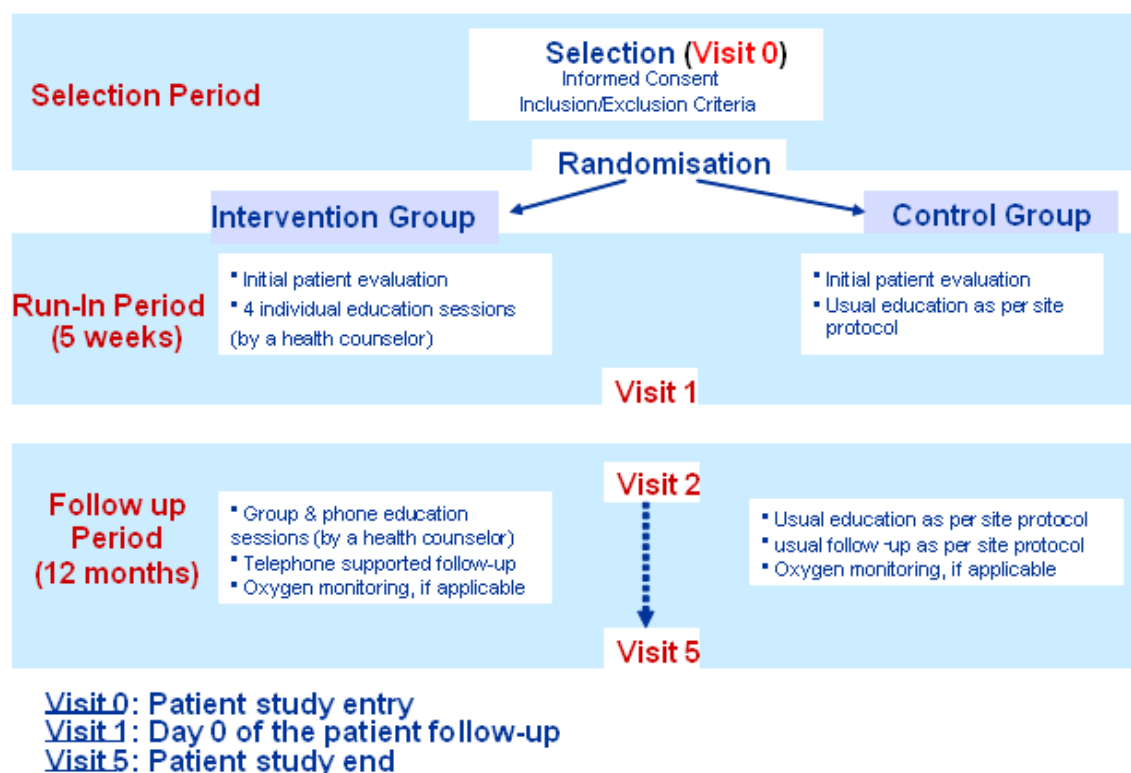 Selection (Visit 0)
Informed Consent
Inclusion/Exclusion Criteria
Selection Period
Randomisation
Intervention Group
Control Group
Run-In Period
(5 weeks)
▪ Initial patient evaluation
▪ 4 individual education sessions
(by a health counselor)
▪ Initial patient evaluation
▪ Usual education as per site
protocol
Visit 1
Follow up
Period
(12 months)
▪ Group & phone education
sessions (by a health counselor)
▪ Telephone supported follow-up
▪ Oxygen monitoring, if applicable
Visit 2
▪ Usual education as per site protocol
▪ usual follow-up as per site protocol
▪ Oxygen monitoring, if applicable
Visit 5
Visit 0: Patient study entry
Visit 1: Day 0 of the patient follow-up
Visit 5: Patient study end